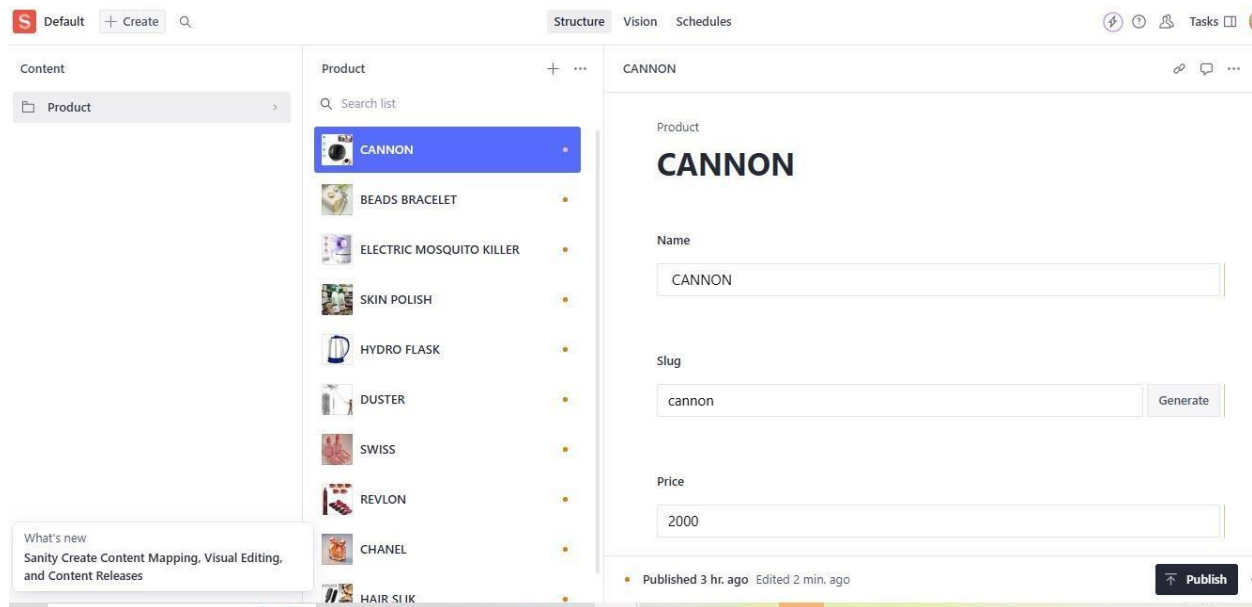 S Default + Create Structure Vision Schedules Tasks
Content
Product
Product
Search list
CANNON
BEADS BRACELET
ELECTRIC MOSQUITO KILLER
SKIN POLISH
HYDRO FLASK
DUSTER
SWISS
REVLON
CHANEL
HAIR SLIK
What's new
Sanity Create Content Mapping, Visual Editing,
and Content Releases
CANNON
Product
CANNON
Name
CANNON
Slug
cannon
Generate
Price
2000
Published 3 hr. ago Edited 2 min. ago
Publish